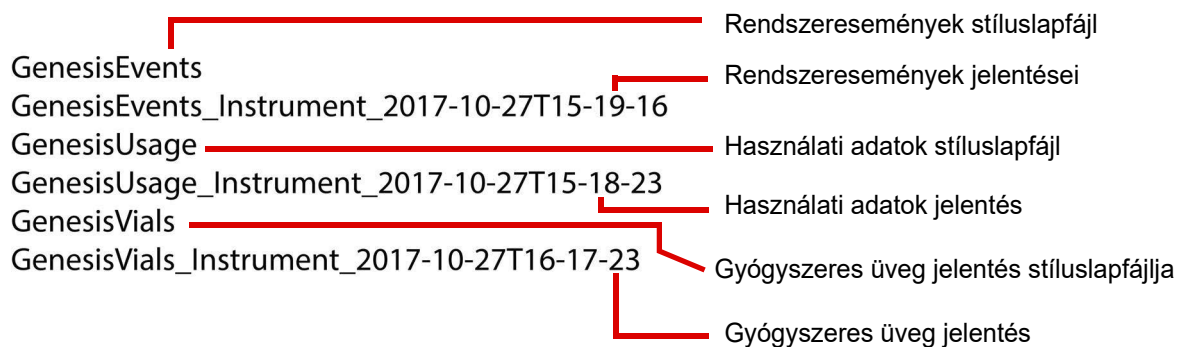 Rendszeresemények stíluslapfájl
GenesisEvents
Rendszeresemények jelentései
GenesisEvents_Instrument_2017-10-27T15-19-16
GenesisUsage
Használati adatok stíluslapfájl
GenesisUsage_Instrument_2017-10-27T15-18-23
Használati adatok jelentés
GenesisVials
GenesisVials_Instrument_2017-10-27T16-17-23
Gyógyszeres üveg jelentés stíluslapfájlja
Gyógyszeres üveg jelentés